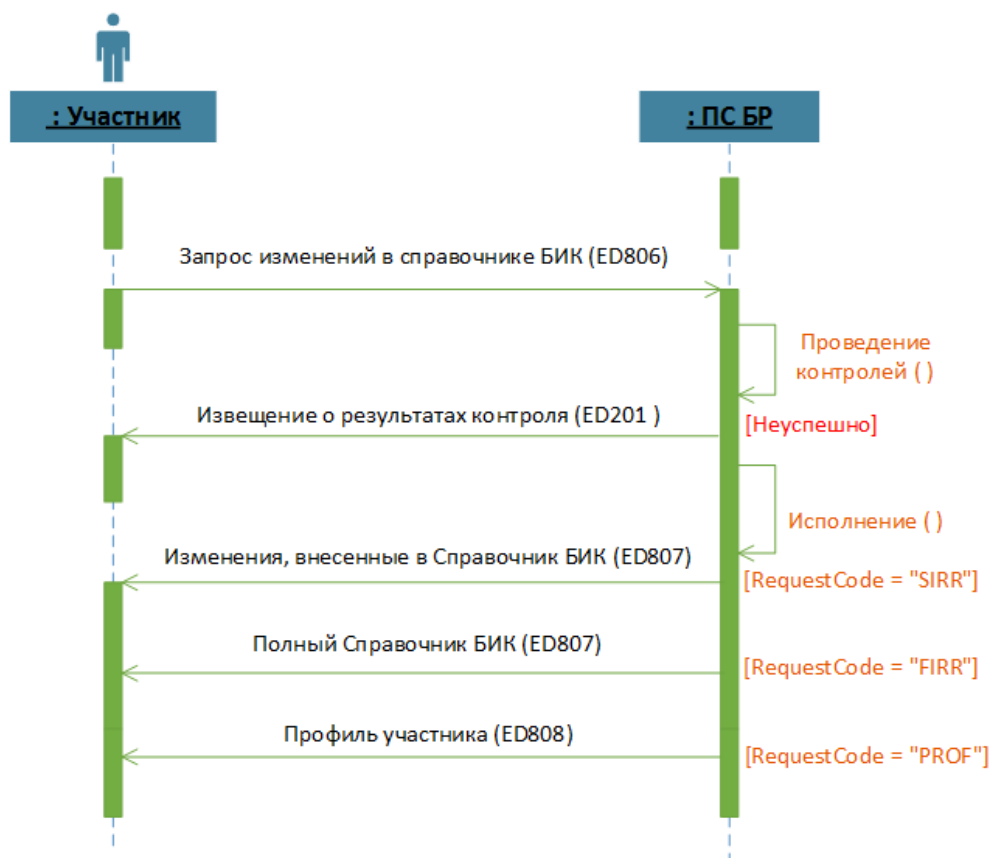 : Участник
: ПС БР
Запрос изменений в справочнике БИК (ED806)
Проведение
контролей ( )
Извещение о результатах контроля (ED201 )
[Неуспешно]
Исполнение ( )
Изменения, внесенные в Справочник БИК (ED807)
[RequestCode = "SIRR"]
Полный Справочник БИК (ED807)
[RequestCode = "FIRR"]
Профиль участника (ED808)
[RequestCode = "PROF"]